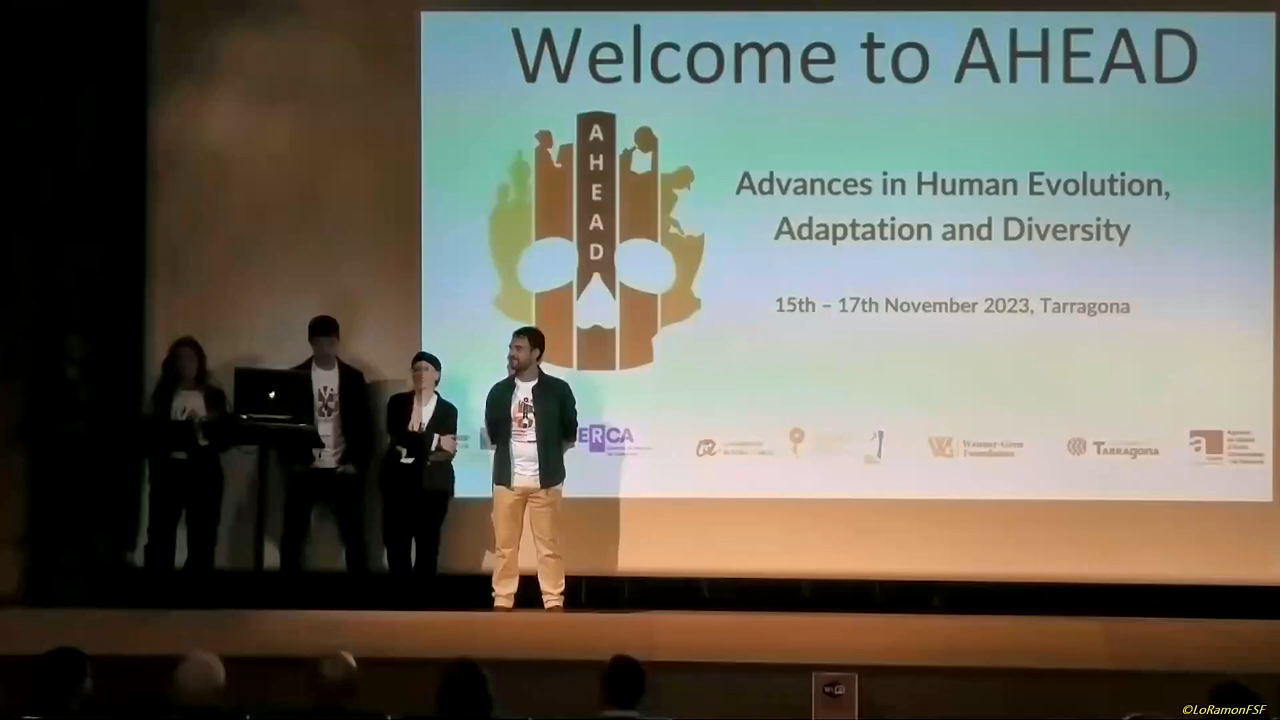 Welcome to AHEAD
AHEAD
Advances in Human Evolution,
Adaptation and Diversity
15th – 17th November 2023, Tarragona
ERCA
Wenner-Gren
Foundation
TARRAGONA
©LoRamonFSF